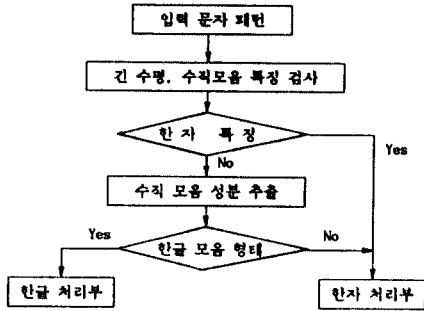 입력 문자 패턴
긴 수평, 수직모음 특징 검사
한 자 특 징
Yes
No
수직 모음 성분 추출
Yes
No
한글 모음 형태
한글 처리부
한자 처리부